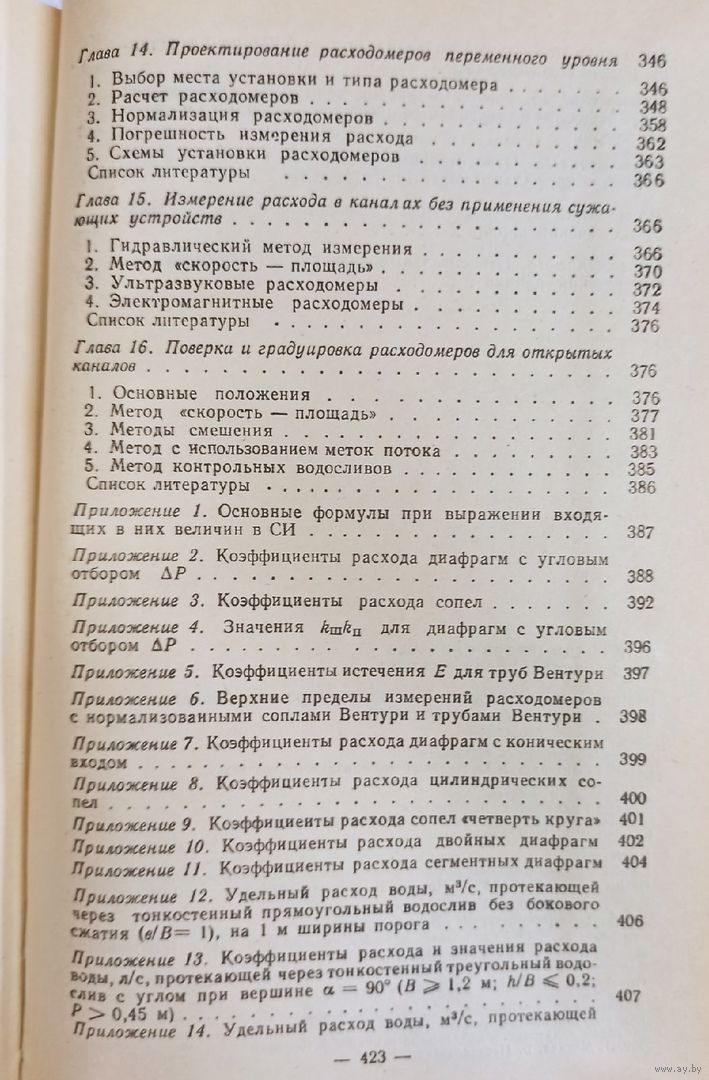 Глава 14. Проектирование расходомеров переменного уровня 346
1. Выбор места установки и типа расходомера . . . . . . 346
2. Расчет расходомеров . . . . . . . . . . . . . . . 348
3. Нормализация расходомеров . . . . . . . . . . . . 358
4. Погрешность измерения расхода . . . . . . . . . . 362
5. Схемы установки расходомеров . . . . . . . . . . 363
Список литературы . . . . . . . . . . . . . . . . 366
Глава 15. Измерение расхода в каналах без применения сужа-
ющих устройств . . . . . . . . . . . . . . . . . . 366
1. Гидравлический метод измерения . . . . . . . . . . 366
2. Метод «скорость — площадь» . . . . . . . . . . . . 370
3. Ультразвуковые расходомеры . . . . . . . . . . . 372
4. Электромагнитные расходомеры . . . . . . . . . . 374
Список литературы . . . . . . . . . . . . . . . . 376
Глава 16. Поверка и градуировка расходомеров для открытых
каналов . . . . . . . . . . . . . . . . . . . . . 376
1. Основные положения . . . . . . . . . . . . . . 376
2. Метод «скорость — площадь» . . . . . . . . . . . 377
3. Методы смешения . . . . . . . . . . . . . . . . 381
4. Метод с использованием меток потока . . . . . . . . 383
5. Метод контрольных водосливов . . . . . . . . . . . 385
Список литературы . . . . . . . . . . . . . . . . 386
Приложение 1. Основные формулы при выражении входя-
щих в них величин в СИ . . . . . . . . . . . . . . 387
Приложение 2. Коэффициенты расхода диафрагм с угловым
отбором ΔP . . . . . . . . . . . . . . . . . . . 388
Приложение 3. Коэффициенты расхода сопел . . . . . . . 392
Приложение 4. Значения kшkп для диафрагм с угловым
отбором ΔP . . . . . . . . . . . . . . . . . . . 396
Приложение 5. Коэффициенты истечения E для труб Вентури 397
Приложение 6. Верхние пределы измерений расходомеров
с нормализованными соплами Вентури и трубами Вентури . 398
Приложение 7. Коэффициенты расхода диафрагм с коническим
входом . . . . . . . . . . . . . . . . . . . . . 399
Приложение 8. Коэффициенты расхода цилиндрических со-
пел . . . . . . . . . . . . . . . . . . . . . . 400
Приложение 9. Коэффициенты расхода сопел «четверть круга» 401
Приложение 10. Коэффициенты расхода двойных диафрагм 402
Приложение 11. Коэффициенты расхода сегментных диафрагм 404
Приложение 12. Удельный расход воды, м³/с, протекающей
через тонкостенный прямоугольный водослив без бокового
сжатия (в/B = 1), на 1 м ширины порога . . . . . . . . 406
Приложение 13. Коэффициенты расхода и значения расхода
воды, л/с, протекающей через тонкостенный треугольный водо-
слив с углом при вершине α = 90° (B ⩾ 1,2 м; h/B ⩽ 0,2;
P > 0,45 м) . . . . . . . . . . . . . . . . . . . 407
Приложение 14. Удельный расход воды, м³/с, протекающей
— 423 —
www.ay.by